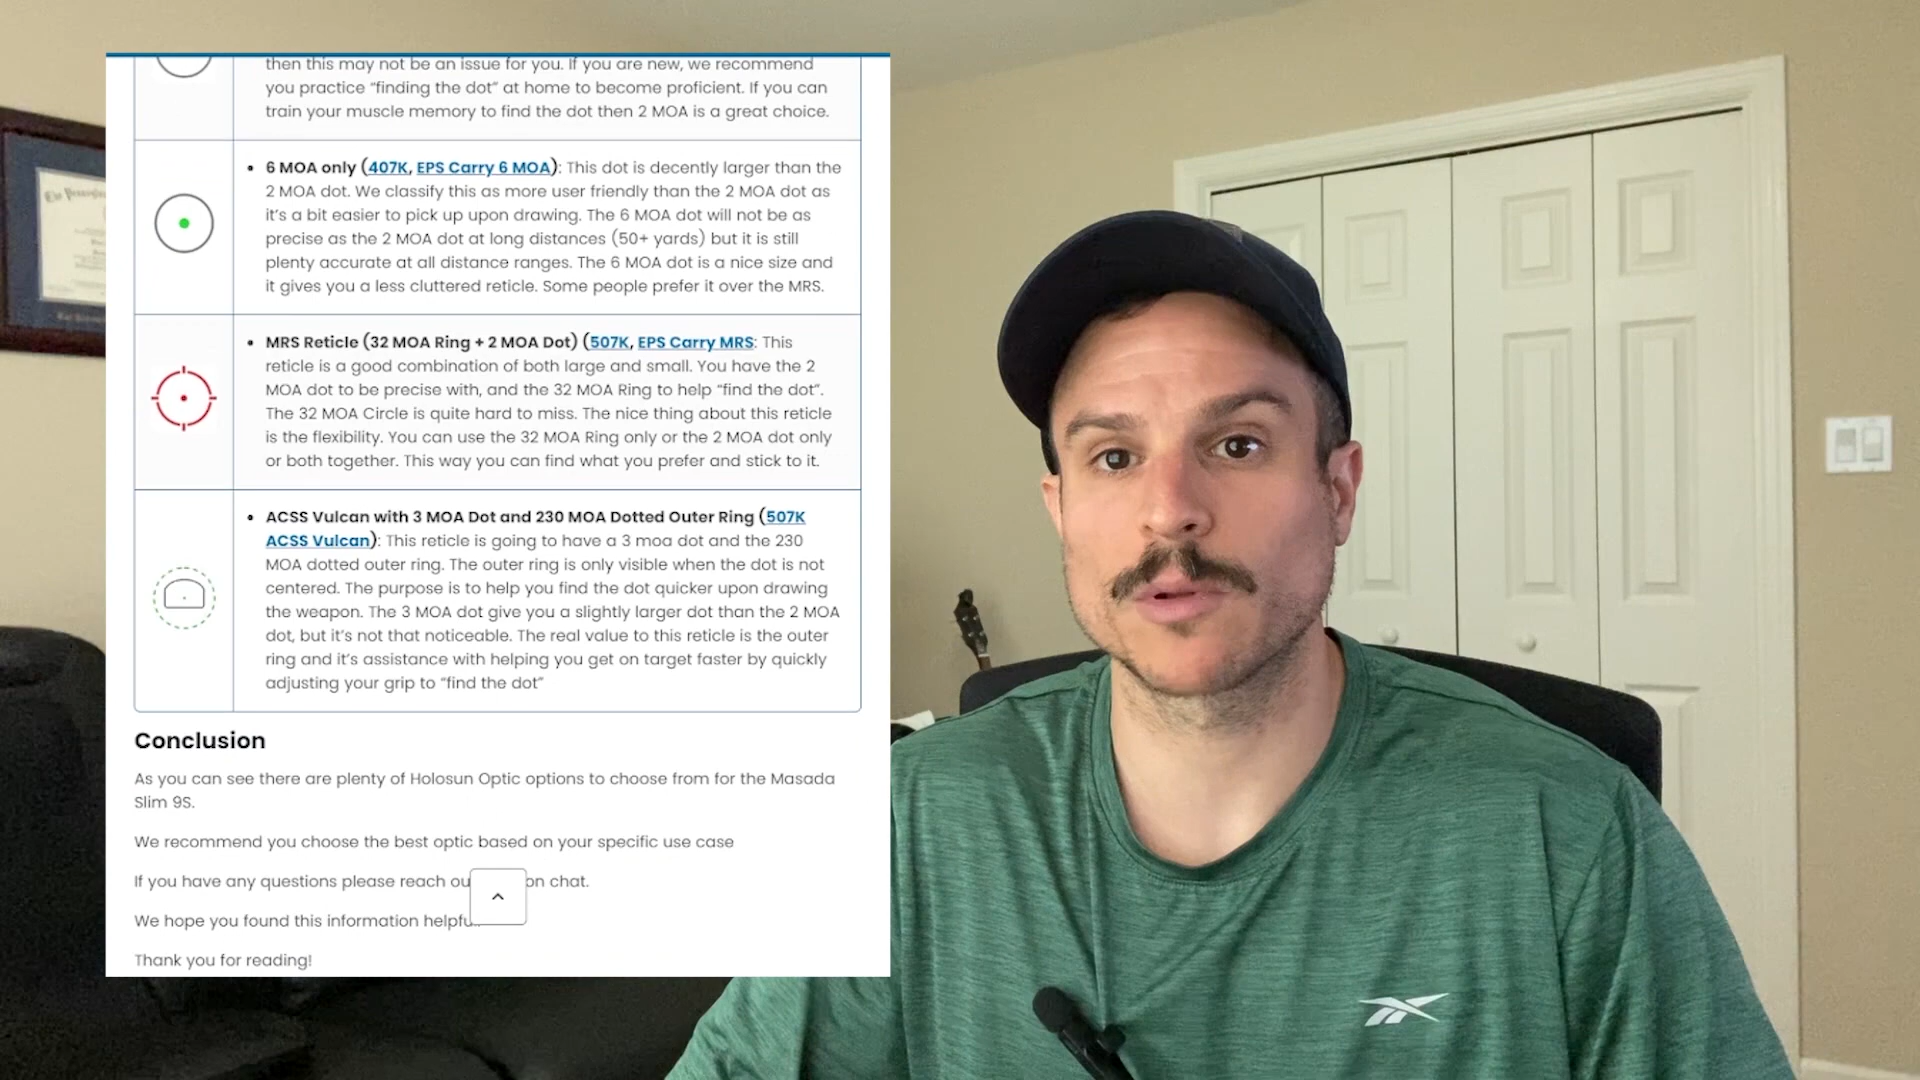 then this may not be an issue for you. If you are new, we recommend
you practice “finding the dot” at home to become proficient. If you can
train your muscle memory to find the dot then 2 MOA is a great choice.
6 MOA only (407K, EPS Carry 6 MOA): This dot is decently larger than the
2 MOA dot. We classify this as more user friendly than the 2 MOA dot as
it's a bit easier to pick up upon drawing. The 6 MOA dot will not be as
precise as the 2 MOA dot at long distances (50+ yards) but it is still
plenty accurate at all distance ranges. The 6 MOA dot is a nice size and
it gives you a less cluttered reticle. Some people prefer it over the MRS.
MRS Reticle (32 MOA Ring + 2 MOA Dot) (507K, EPS Carry MRS: This
reticle is a good combination of both large and small. You have the 2
MOA dot to be precise with, and the 32 MOA Ring to help “find the dot”.
The 32 MOA Circle is quite hard to miss. The nice thing about this reticle
is the flexibility. You can use the 32 MOA Ring only or the 2 MOA dot only
or both together. This way you can find what you prefer and stick to it.
ACSS Vulcan with 3 MOA Dot and 230 MOA Dotted Outer Ring (507K
ACSS Vulcan): This reticle is going to have a 3 moa dot and the 230
MOA dotted outer ring. The outer ring is only visible when the dot is not
centered. The purpose is to help you find the dot quicker upon drawing
the weapon. The 3 MOA dot give you a slightly larger dot than the 2 MOA
dot, but it's not that noticeable. The real value to this reticle is the outer
ring and it's assistance with helping you get on target faster by quickly
adjusting your grip to “find the dot”
Conclusion
As you can see there are plenty of Holosun Optic options to choose from for the Masada
Slim 9S.
We recommend you choose the best optic based on your specific use case
If you have any questions please reach on chat.
We hope you found this information
Thank you for reading!